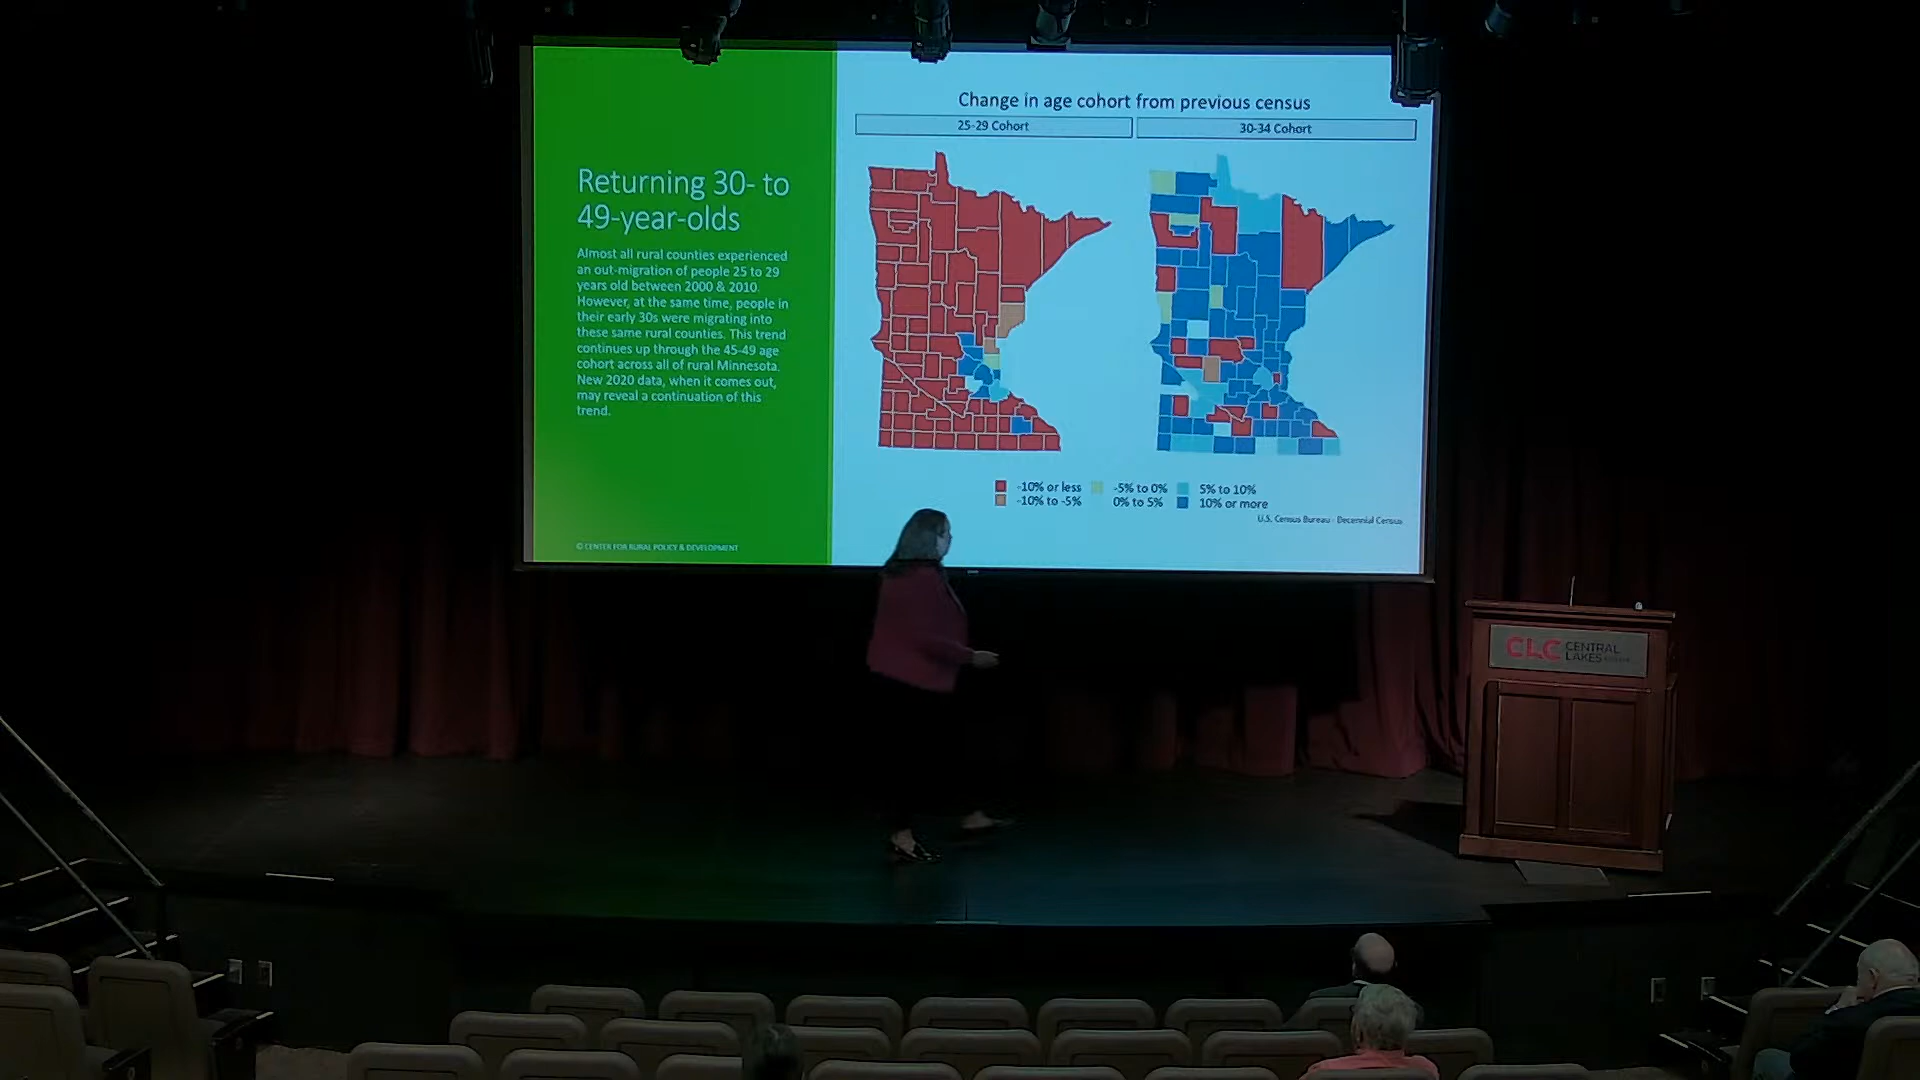 Returning 30- to
49-year-olds
Almost all rural counties experienced
an out-migration of people 25 to 29
years old between 2000 & 2010.
However, at the same time, people in
their early 30s were migrating into
these same rural counties. This trend
continues up through the 45-49 age
cohort across all of rural Minnesota.
New 2020 data, when it comes out,
may reveal a continuation of this
trend.
© CENTER FOR RURAL POLICY & DEVELOPMENT
Change in age cohort from previous census
25-29 Cohort
30-34 Cohort
-10% or less
-5% to 0%
5% to 10%
-10% to -5%
0% to 5%
10% or more
U.S. Census Bureau - Decennial Census
CLC
CENTRAL
LAKES